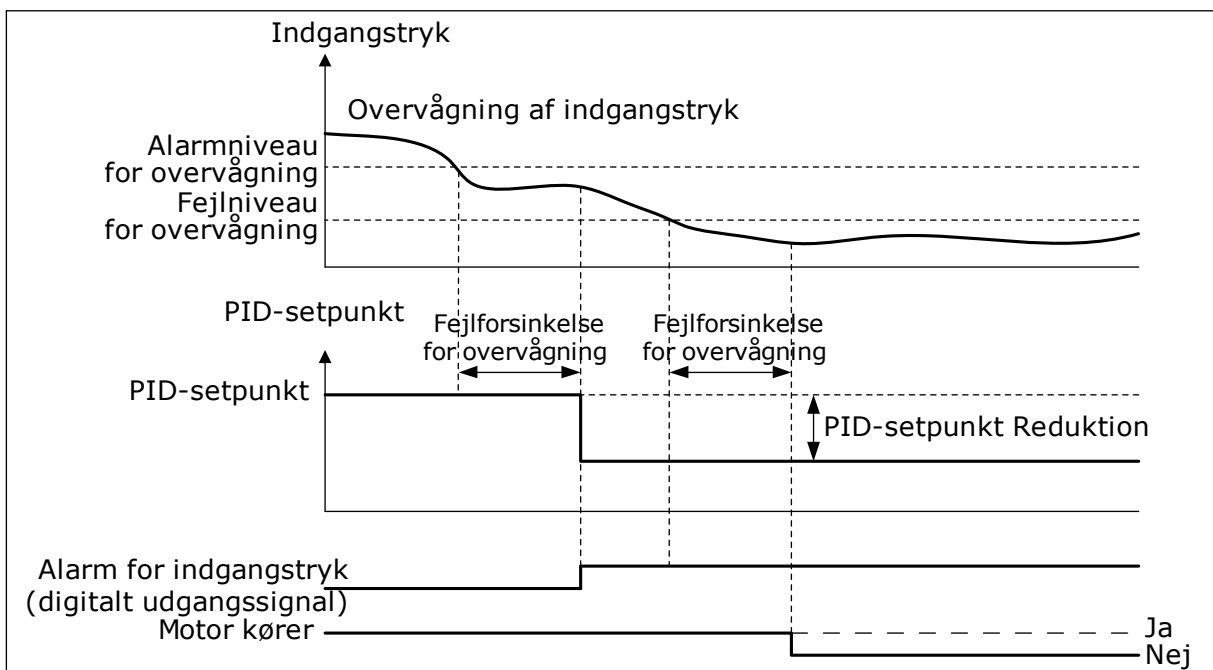 Indgangstryk
Overvågning af indgangstryk
Alarmniveau
for overvågning
Fejlniveau
for overvågning
PID-setpunkt
Fejlforsinkelse
for overvågning
Fejlforsinkelse
for overvågning
PID-setpunkt
PID-setpunkt Reduktion
Alarm for indgangstryk
(digitalt udgangssignal)
Motor kører
Ja
Nej